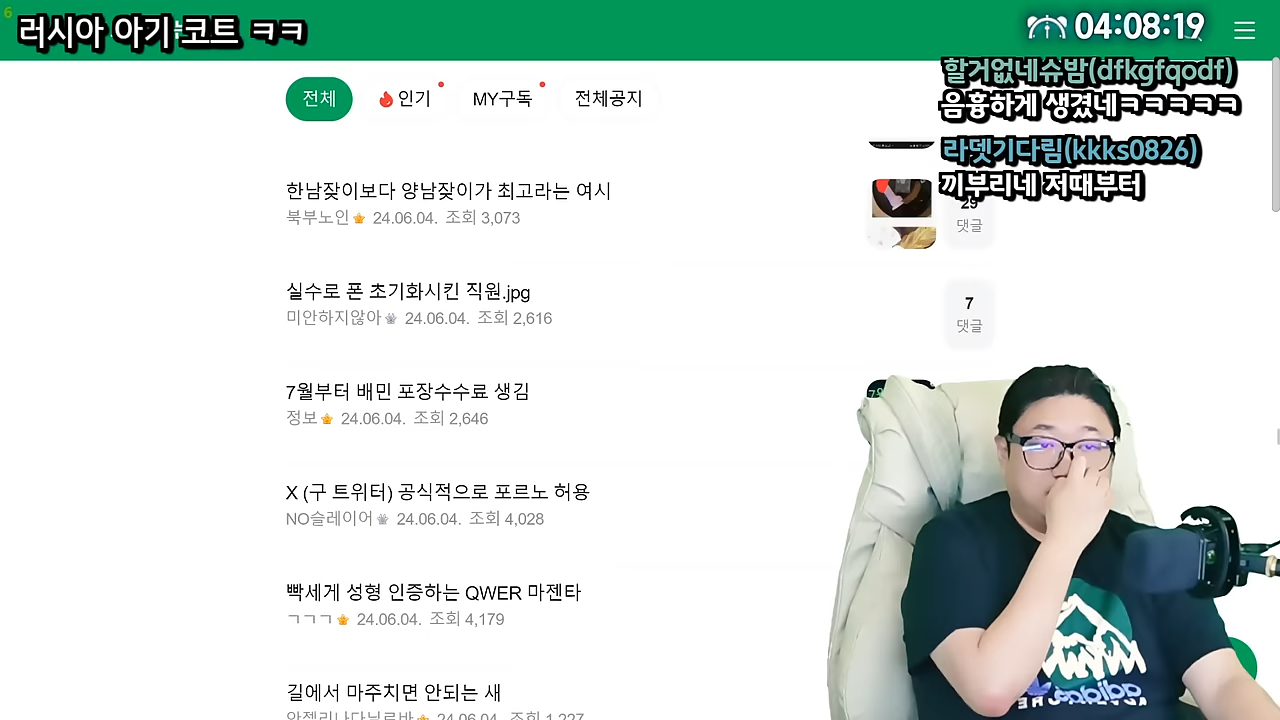 6
러시아 아기 코트 ㅋㅋ
04:08:19
할거없네슈밤(dfkgfqodf)
음흉하게 생겼네ㅋㅋㅋㅋㅋ
라뎃기다림(kkks0826)
끼부리네 저때부터
전체
인기
MY구독
전체공지
한남잦이보다 양남잦이가 최고라는 여시
북부노인 24.06.04. 조회 3,073
29
댓글
실수로 폰 초기화시킨 직원.jpg
미안하지않아 24.06.04. 조회 2,616
7
댓글
7월부터 배민 포장수수료 생김
정보 24.06.04. 조회 2,646
X (구 트위터) 공식적으로 포르노 허용
NO슬레이어 24.06.04. 조회 4,028
빡세게 성형 인증하는 QWER 마젠타
ㄱㄱㄱ 24.06.04. 조회 4,179
길에서 마주치면 안되는 새
24.06.04. 조회 1,227
adidas